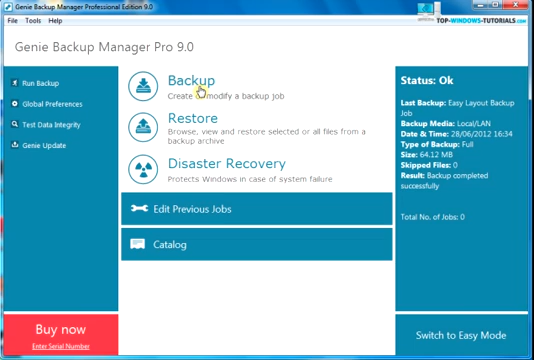 Genie Backup Manager Professional Edition 9.0
File Tools Help
TOP-WINDOWS-TUTORIALS.COM
Genie Backup Manager Pro 9.0
Run Backup
Global Preferences
Test Data Integrity
Genie Update
Backup
Create or modify a backup job
Restore
Browse, view and restore selected or all files from a
backup archive
Disaster Recovery
Protects Windows in case of system failure
Edit Previous Jobs
Catalog
Status: Ok
Last Backup: Easy Layout Backup
Job
Backup Media: Local/LAN
Date & Time: 28/06/2012 16:34
Type of Backup: Full
Size: 64.12 MB
Skipped Files: 0
Result: Backup completed
successfully
Total No. of Jobs: 0
Buy now
Enter Serial Number
Switch to Easy Mode